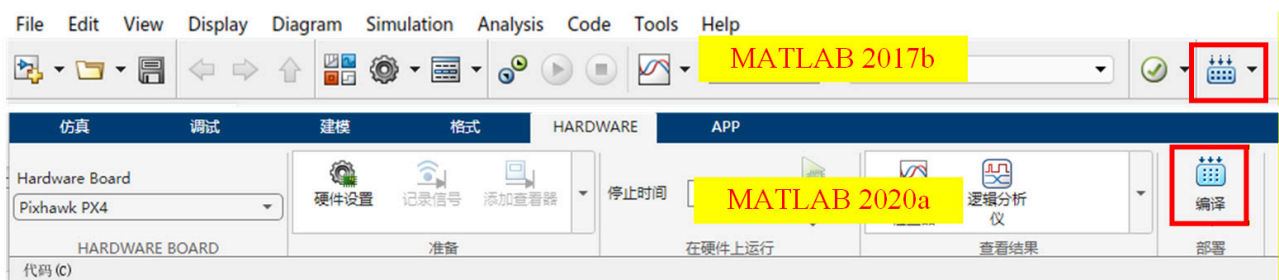 File Edit View Display Diagram Simulation Analysis Code Tools Help
MATLAB 2017b
仿真 调试 建模 格式 HARDWARE APP
Hardware Board
Pixhawk PX4
硬件设置 记录信号 添加查看器 停止时间
MATLAB 2020a
逻辑分析
仪
编译
HARDWARE BOARD 准备 在硬件上运行 查看结果 部署
代码(C)